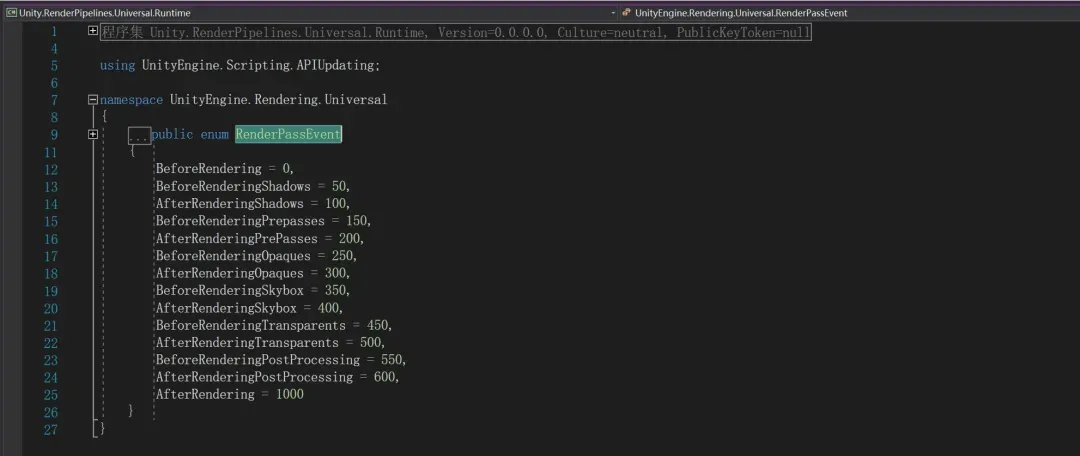 Unity.RenderPipelines.Universal.Runtime UnityEngine.Rendering.Universal.RenderPassEvent
1 程序集 Unity.RenderPipelines.Universal.Runtime, Version=0.0.0.0, Culture=neutral, PublicKeyToken=null
4
5 using UnityEngine.Scripting.APIUpdating;
6
7 namespace UnityEngine.Rendering.Universal
8 {
9 ...public enum RenderPassEvent
11 {
12 BeforeRendering = 0,
13 BeforeRenderingShadows = 50,
14 AfterRenderingShadows = 100,
15 BeforeRenderingPrepasses = 150,
16 AfterRenderingPrePasses = 200,
17 BeforeRenderingOpaques = 250,
18 AfterRenderingOpaques = 300,
19 BeforeRenderingSkybox = 350,
20 AfterRenderingSkybox = 400,
21 BeforeRenderingTransparents = 450,
22 AfterRenderingTransparents = 500,
23 BeforeRenderingPostProcessing = 550,
24 AfterRenderingPostProcessing = 600,
25 AfterRendering = 1000
26 }
27 }